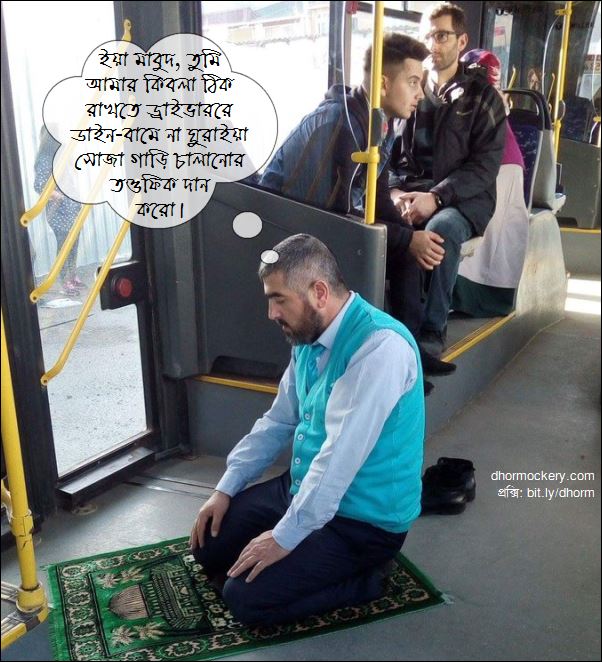 ইয়া মাবুদ, তুমি
আমার কিবলা ঠিক
রাখতে ড্রাইভাররে
ডাইন-বামে না ঘুরাইয়া
সোজা গাড়ি চালানোর
তওফিক দান
করো।
dhormockery.com
প্রক্সি: bit.ly/dhorm